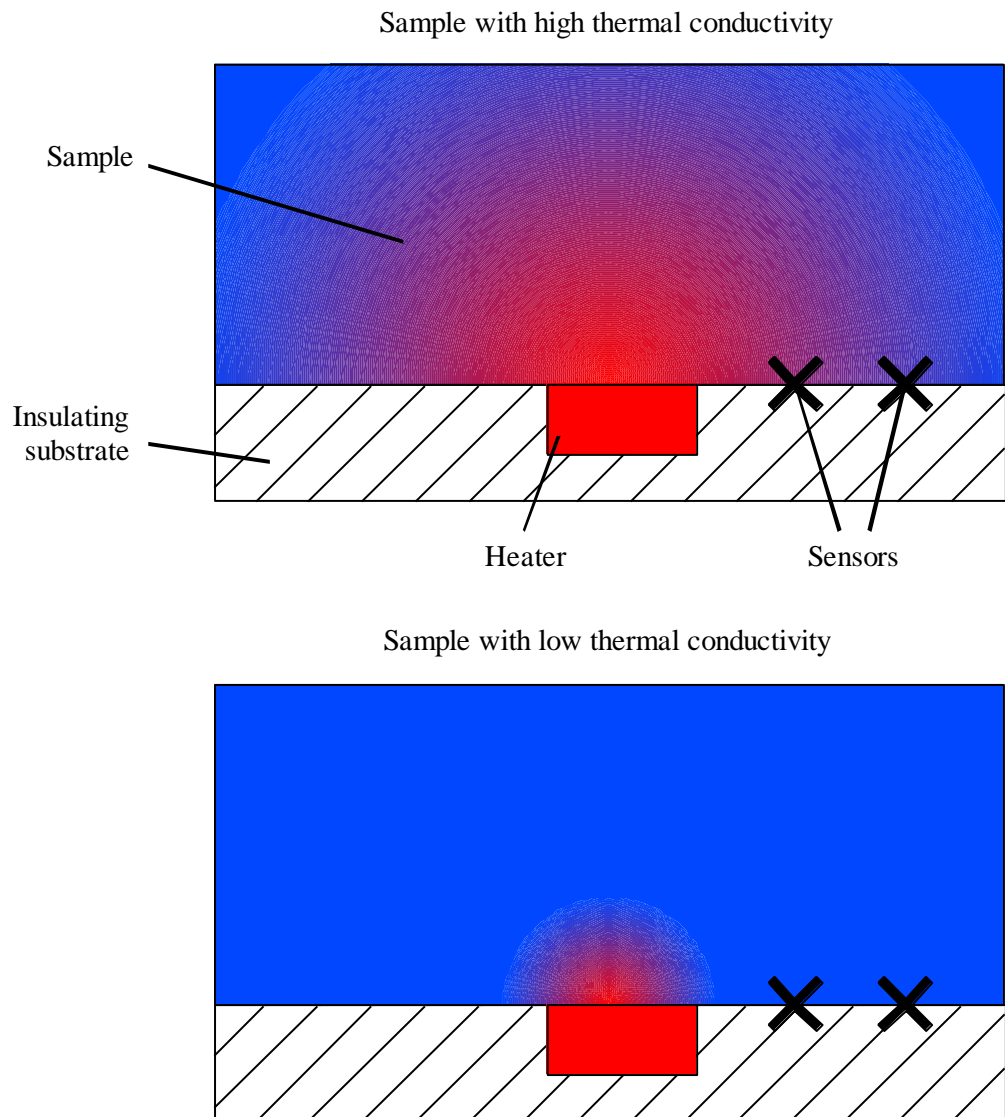 Sample with high thermal conductivity
Sample
Insulating
substrate
Heater
Sensors
Sample with low thermal conductivity